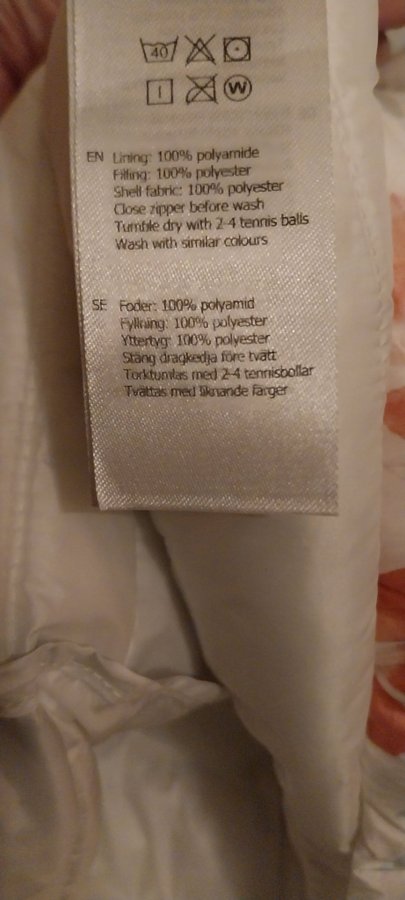 40
W
EN Lining: 100% polyamide
Filling: 100% polyester
Shell fabric: 100% polyester
Close zipper before wash
Tumble dry with 2-4 tennis balls
Wash with similar colours
SE Foder: 100% polyamid
Fyllning: 100% polyester
Yttertyg: 100% polyester
Stäng dragkedja före tvätt
Torktumlas med 2-4 tennisbollar
Tvättas med liknande färger